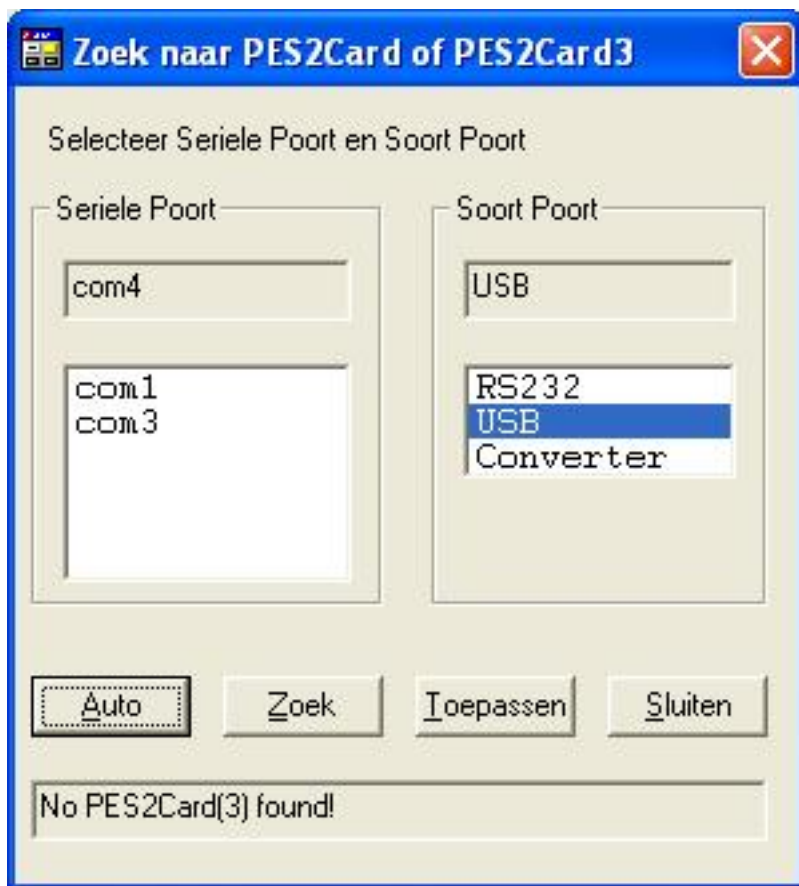 Zoek naar PES2Card of PES2Card3
Selecteer Seriele Poort en Soort Poort
Seriele Poort
com4
com1
com3
Soort Poort
USB
RS232
USB
Converter
Auto
Zoek
Toepassen
Sluiten
No PES2Card(3) found!